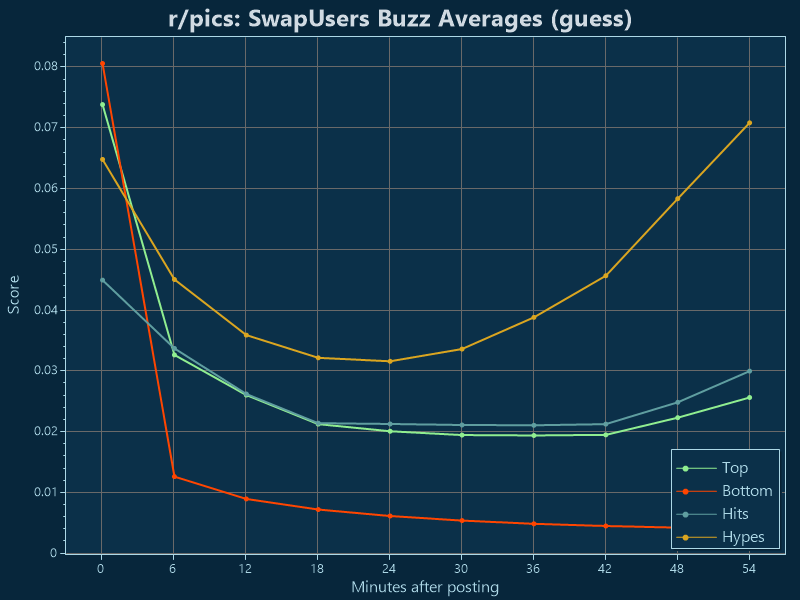 r/pics: SwapUsers Buzz Averages (guess)
0.08
0.07
0.06
0.05
0.04
0.03
0.02
0.01
0
Score
0 6 12 18 24 30 36 42 48 54
Minutes after posting
Top
Bottom
Hits
Hypes